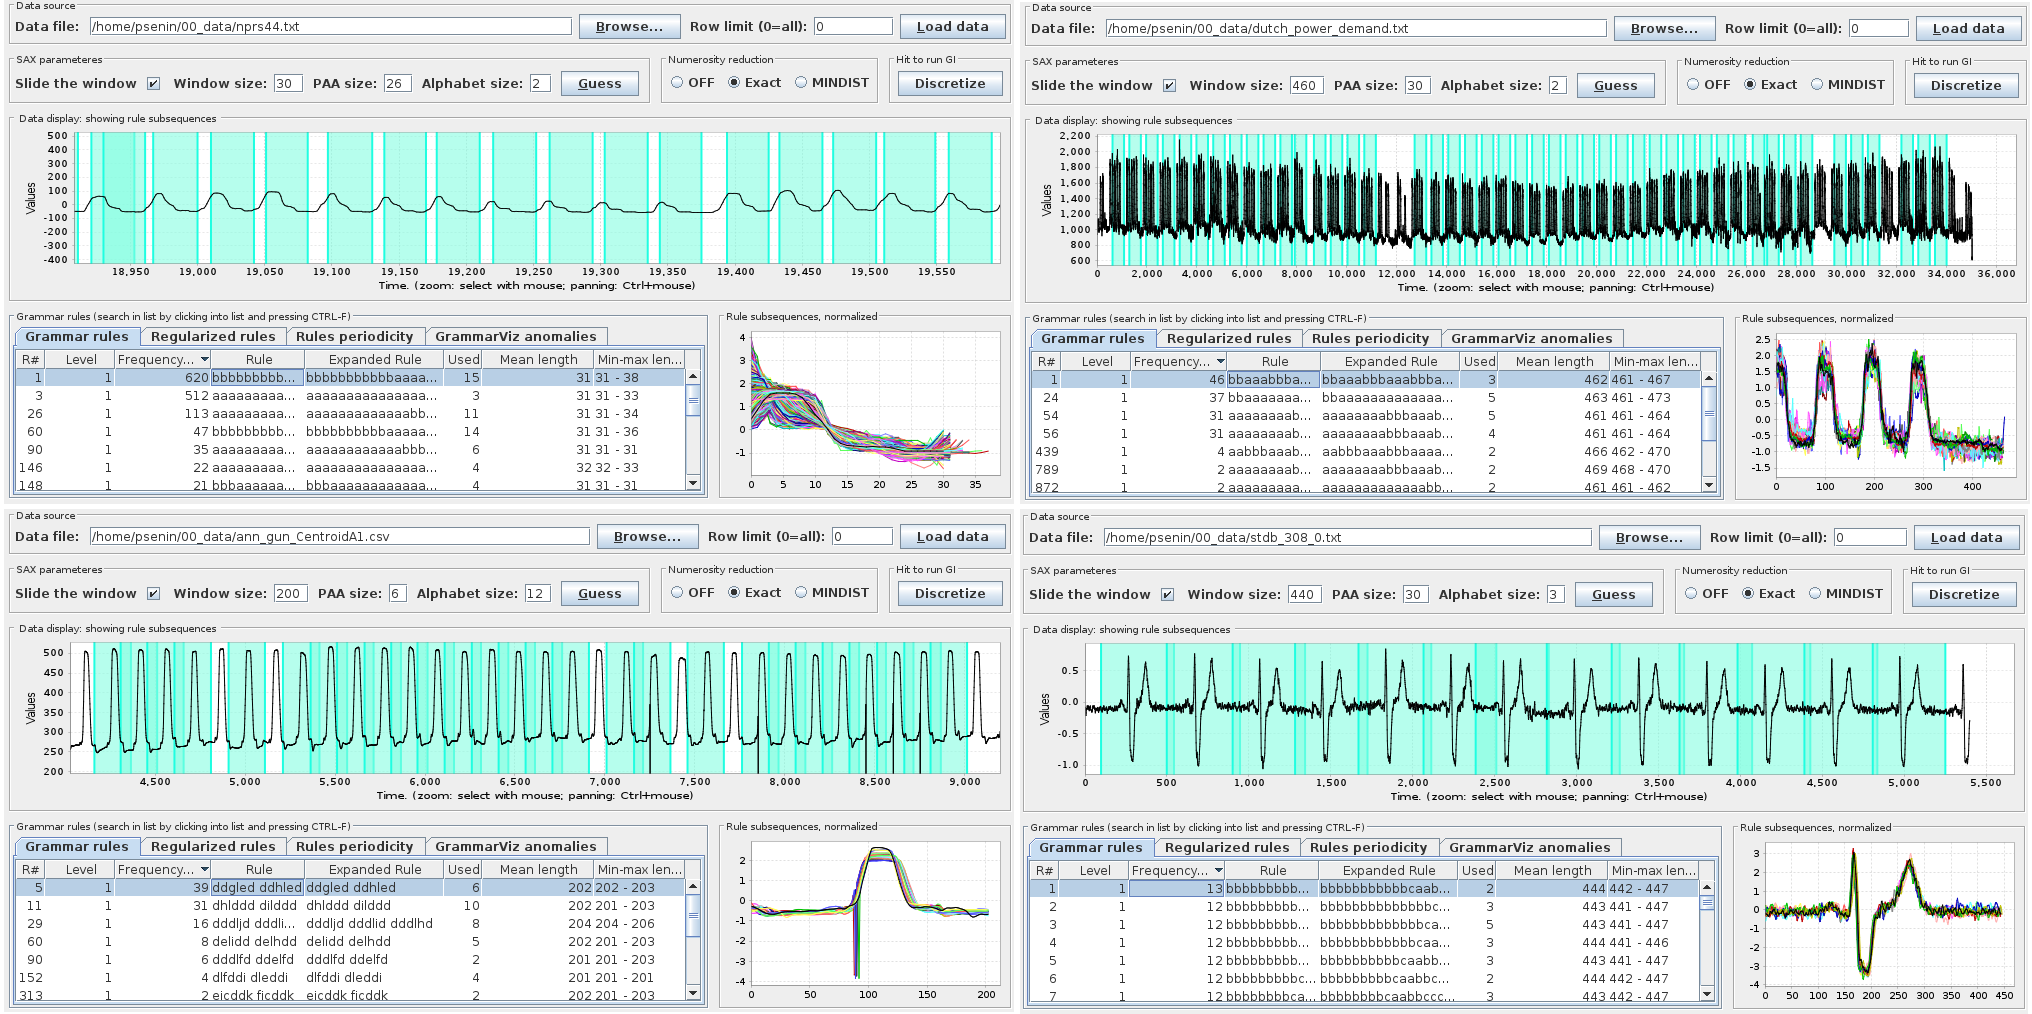 Data source
Data file: /home/psenin/00_data/nprs44.txt Browse... Row limit (0=all): 0 Load data
SAX parameteres
Slide the window Window size: 30 PAA size: 26 Alphabet size: 2 Guess
Numerosity reduction
OFF Exact MINDIST
Hit to run GI
Discretize
Data display: showing rule subsequences
500
400
300
200
100
0
-100
-200
-300
-400
Values
18,950 19,000 19,050 19,100 19,150 19,200 19,250 19,300 19,350 19,400 19,450 19,500 19,550
Time. (zoom: select with mouse; panning: Ctrl+mouse)
Grammar rules (search in list by clicking into list and pressing CTRL-F)
Grammar rules Regularized rules Rules periodicity GrammarViz anomalies
R# Level Frequency... Rule Expanded Rule Used Mean length Min-max len...
1 1 620 bbbbbbbbb... bbbbbbbbbbbaaaa... 15 31 31 - 38
3 1 512 aaaaaaaaa... aaaaaaaaaaaaaaa... 3 31 31 - 33
26 1 113 aaaaaaaaa... aaaaaaaaaaaaabb... 11 31 31 - 34
60 1 47 bbbbbbbbb... bbbbbbbbbbaaaaa... 14 31 31 - 36
90 1 35 aaaaaaaaa... aaaaaaaaaaaabbb... 6 31 31 - 31
146 1 22 aaaaaaaaa... aaaaaaaaaaaaaaa... 4 32 32 - 33
148 1 21 bbbaaaaaa... bbbaaaaaaaaaaaa... 4 31 31 - 31
Rule subsequences, normalized
4
3
2
1
0
-1
0 5 10 15 20 25 30 35
Data source
Data file: /home/psenin/00_data/dutch_power_demand.txt Browse... Row limit (0=all): 0 Load data
SAX parameteres
Slide the window Window size: 460 PAA size: 30 Alphabet size: 2 Guess
Numerosity reduction
OFF Exact MINDIST
Hit to run GI
Discretize
Data display: showing rule subsequences
2,200
2,000
1,800
1,600
1,400
1,200
1,000
800
600
Values
0 2,000 4,000 6,000 8,000 10,000 12,000 14,000 16,000 18,000 20,000 22,000 24,000 26,000 28,000 30,000 32,000 34,000 36,000
Time. (zoom: select with mouse; panning: Ctrl+mouse)
Grammar rules (search in list by clicking into list and pressing CTRL-F)
Grammar rules Regularized rules Rules periodicity GrammarViz anomalies
R# Level Frequency... Rule Expanded Rule Used Mean length Min-max len...
1 1 46 bbaaabbba... bbaaabbbaaabbba... 3 462 461 - 467
24 1 37 bbaaaaaaa... bbaaaaaaaaaaaaa... 5 463 461 - 473
54 1 31 aaaaaaaab... aaaaaaaabbbaaab... 5 461 461 - 464
56 1 31 aaaaaaaab... aaaaaaaabbbaaab... 4 461 461 - 464
439 1 4 aabbbaaab... aabbbaaabbbaaab... 2 466 462 - 470
789 1 2 aaaaaaaab... aaaaaaaabbbaaab... 2 469 468 - 470
872 1 2 aaaaaaaaa... aaaaaaaaaaaaabb... 2 461 461 - 462
Rule subsequences, normalized
2.5
2.0
1.5
1.0
0.5
0.0
-0.5
-1.0
-1.5
0 100 200 300 400
Data source
Data file: /home/psenin/00_data/ann_gun_CentroidA1.csv Browse... Row limit (0=all): 0 Load data
SAX parameteres
Slide the window Window size: 200 PAA size: 6 Alphabet size: 12 Guess
Numerosity reduction
OFF Exact MINDIST
Hit to run GI
Discretize
Data display: showing rule subsequences
500
450
400
350
300
250
200
Values
4,500 5,000 5,500 6,000 6,500 7,000 7,500 8,000 8,500 9,000
Time. (zoom: select with mouse; panning: Ctrl+mouse)
Grammar rules (search in list by clicking into list and pressing CTRL-F)
Grammar rules Regularized rules Rules periodicity GrammarViz anomalies
R# Level Frequency... Rule Expanded Rule Used Mean length Min-max len...
5 1 39 ddgled ddhled ddgled ddhled 6 202 202 - 203
11 1 31 dhlddd dilddd dhlddd dilddd 10 202 201 - 203
29 1 16 dddljd dddli... dddljd dddlid dddlhd 8 204 204 - 206
60 1 8 delidd delhdd delidd delhdd 5 202 201 - 203
90 1 6 dddlfd ddelfd dddlfd ddelfd 2 201 201 - 203
152 1 4 dlfddi dleddi dlfddi dleddi 4 201 201 - 201
313 1 2 eicddk ficddk eicddk ficddk 2 202 201 - 203
Rule subsequences, normalized
2
1
0
-1
-2
-3
-4
0 50 100 150 200
Data source
Data file: /home/psenin/00_data/stdb_308_0.txt Browse... Row limit (0=all): 0 Load data
SAX parameteres
Slide the window Window size: 440 PAA size: 30 Alphabet size: 3 Guess
Numerosity reduction
OFF Exact MINDIST
Hit to run GI
Discretize
Data display: showing rule subsequences
0.5
0.0
-0.5
-1.0
Values
0 500 1,000 1,500 2,000 2,500 3,000 3,500 4,000 4,500 5,000 5,500
Time. (zoom: select with mouse; panning: Ctrl+mouse)
Grammar rules (search in list by clicking into list and pressing CTRL-F)
Grammar rules Regularized rules Rules periodicity GrammarViz anomalies
R# Level Frequency... Rule Expanded Rule Used Mean length Min-max len...
1 1 13 bbbbbbbbb... bbbbbbbbbbbcaab... 2 444 442 - 447
2 1 12 bbbbbbbbb... bbbbbbbbbbbbbbc... 3 443 441 - 447
3 1 12 bbbbbbbbb... bbbbbbbbbbbbbca... 5 443 441 - 447
4 1 12 bbbbbbbbb... bbbbbbbbbbbbcaa... 3 444 441 - 446
5 1 12 bbbbbbbbb... bbbbbbbbbbcaabb... 3 443 441 - 447
6 1 12 bbbbbbbbc... bbbbbbbbbcaabbc... 2 444 442 - 447
7 1 12 bbbbbbbca... bbbbbbbbcaabbccc... 3 443 441 - 447
Rule subsequences, normalized
3
2
1
0
-1
-2
-3
-4
0 50 100 150 200 250 300 350 400 450